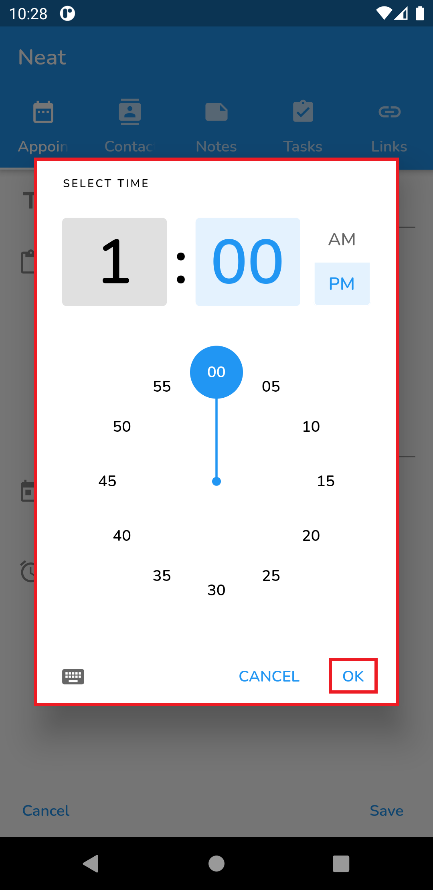 10:28
Neat
Appoin
Contac
Notes
Tasks
Links
T
SELECT TIME
1 : 00
AM
PM
00
05
10
15
20
25
30
35
40
45
50
55
CANCEL
OK
Cancel
Save